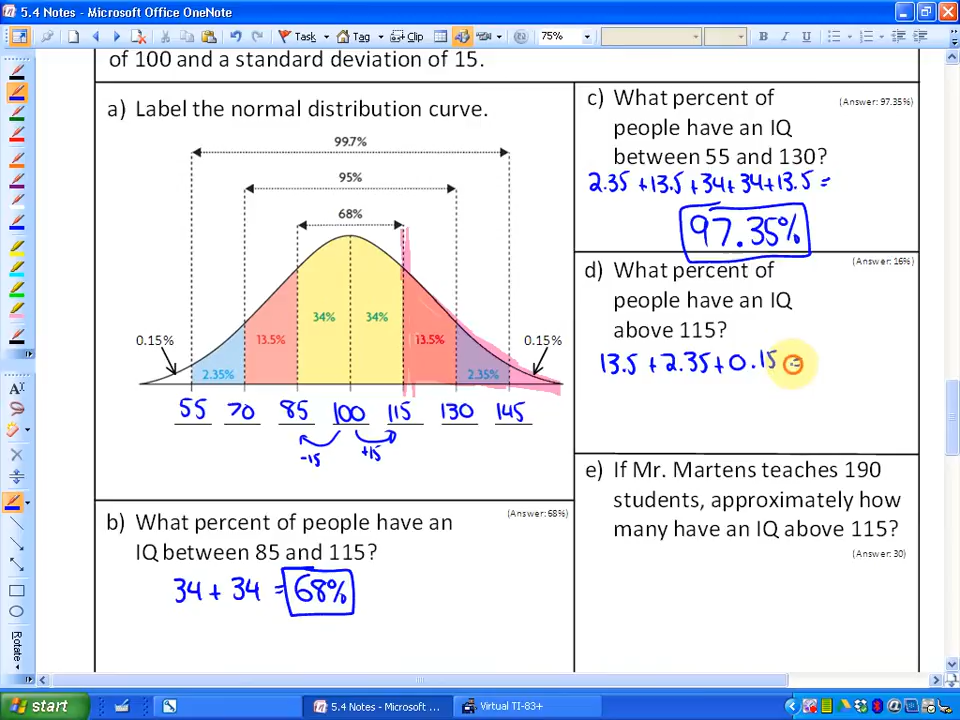 5.4 Notes - Microsoft OneNote
Task
Tag
Clip
75%
B I U
of 100 and a standard deviation of 15.
a) Label the normal distribution curve.
99.7%
95%
68%
34% 34%
0.15% 13.5% 13.5% 0.15%
2.35% 2.35%
55 70 85 100 115 130 145
-15 +15
b) What percent of people have an
IQ between 85 and 115?
(Answer: 68%)
34 + 34 = 68%
c) What percent of
people have an IQ
between 55 and 130?
(Answer: 97.35%)
2.35 +13.5 +34+34+13.5 =
97.35%
d) What percent of
people have an IQ
above 115?
(Answer: 16%)
13.5 + 2.35 + 0.15 =
e) If Mr. Martens teaches 190
students, approximately how
many have an IQ above 115?
(Answer: 30)
Rotate
start
5.4 Notes - Microsoft ...
Virtual TI-83+